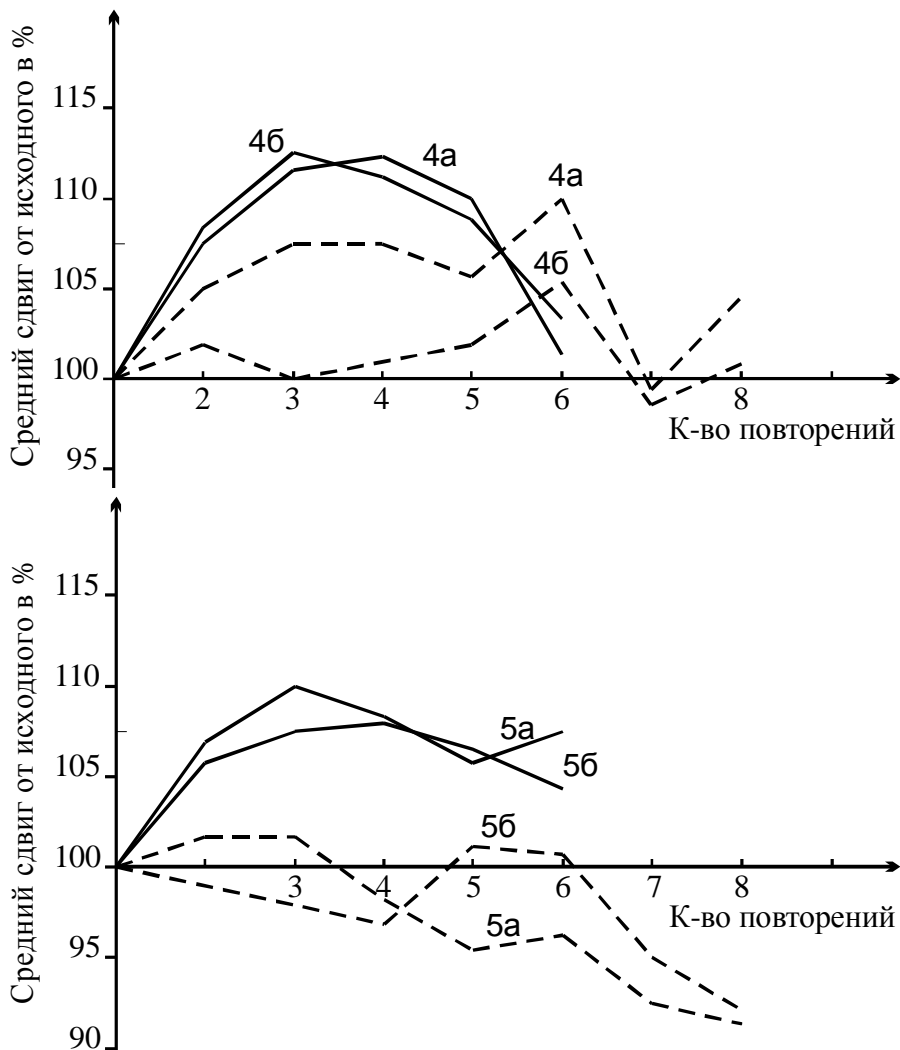 Средний сдвиг от исходного в %
115
110
105
100
95
4б
4а
4а
4б
2 3 4 5 6 7 8
К-во повторений
Средний сдвиг от исходного в %
115
110
105
100
95
90
5а
5б
5б
5а
3 4 5 6 7 8
К-во повторений